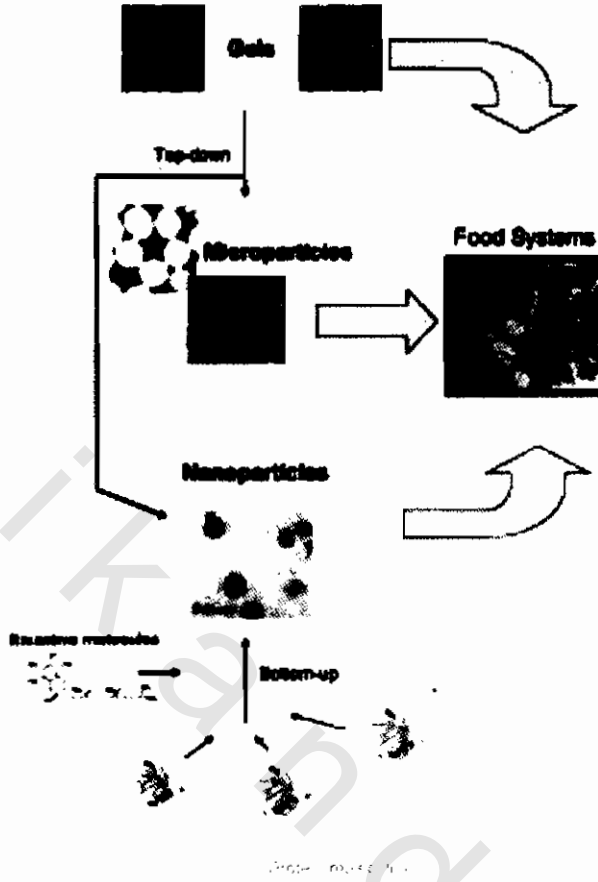 Gels
Top-down
Microparticles
Food Systems
Nanoparticles
Bioactive molecules
Bottom-up